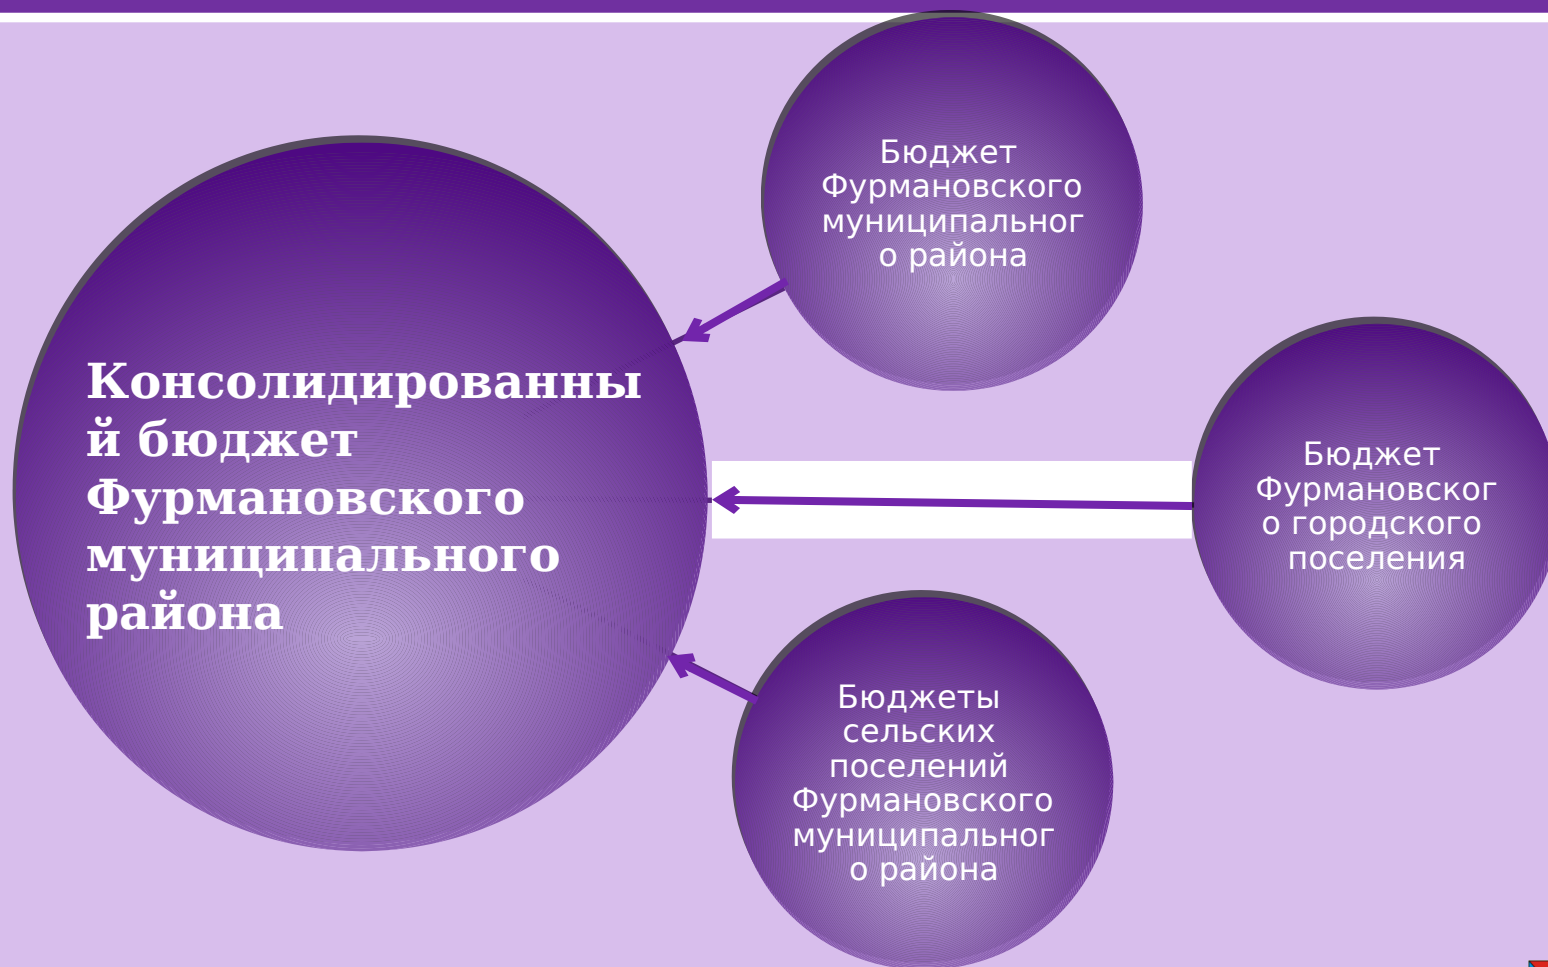 Бюджет
Фурмановского
муниципальног
о района
Консолидированны
й бюджет
Фурмановского
муниципального
района
Бюджет
Фурмановског
о городского
поселения
Бюджеты
сельских
поселений
Фурмановского
муниципальног
о района